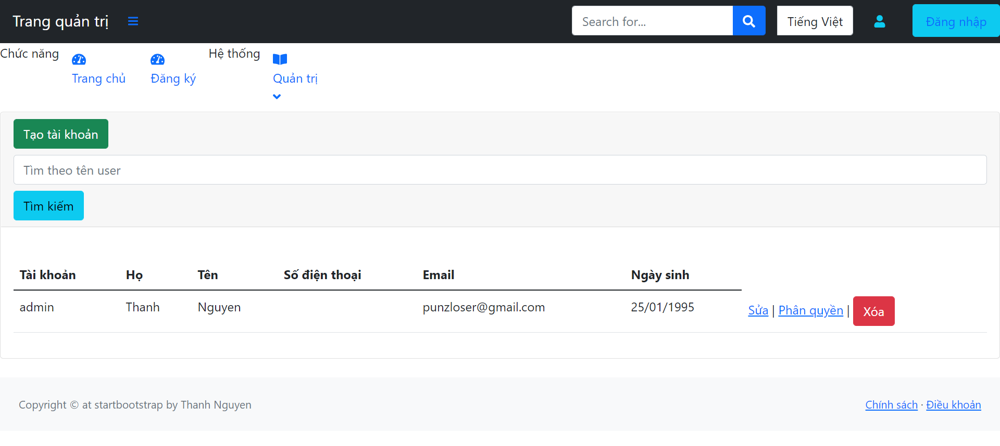 Trang quản trị
Search for...
Tiếng Việt
Đăng nhập
Chức năng
Trang chủ
Đăng ký
Hệ thống
Quản trị
Tạo tài khoản
Tìm theo tên user
Tìm kiếm
Tài khoản Họ Tên Số điện thoại Email Ngày sinh
admin Thanh Nguyen punzloser@gmail.com 25/01/1995 Sửa | Phân quyền | Xóa
Copyright © at startbootstrap by Thanh Nguyen
Chính sách · Điều khoản